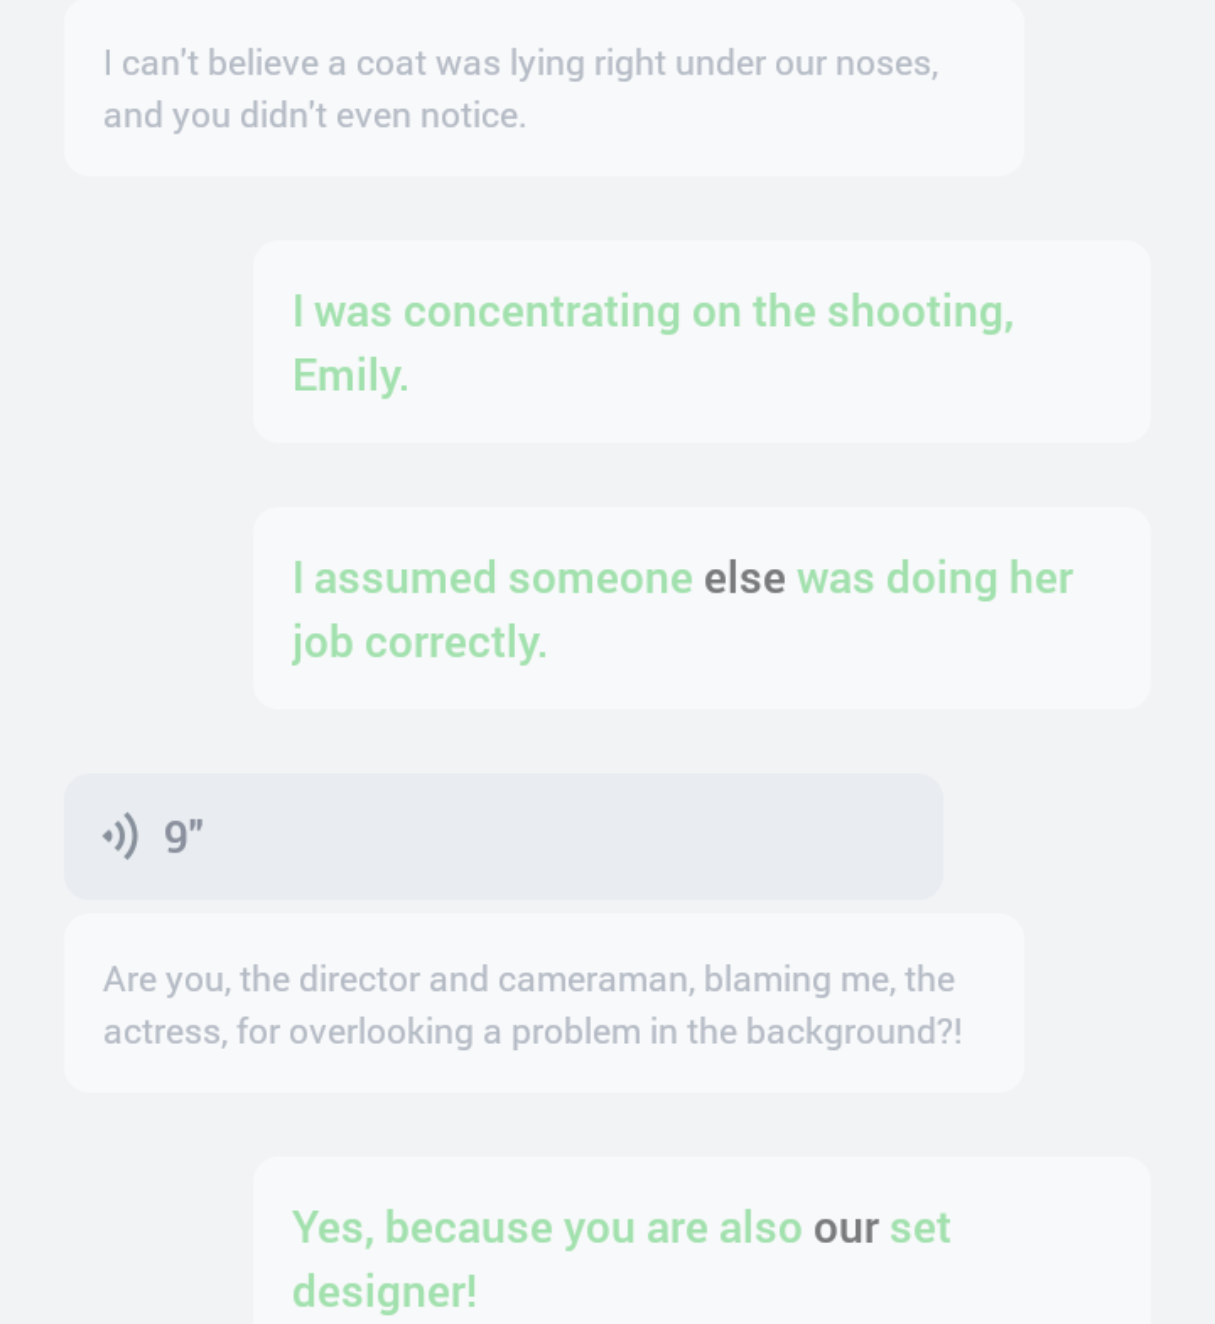 I can't believe a coat was lying right under our noses,
and you didn't even notice.
I was concentrating on the shooting,
Emily.
I assumed someone else was doing her
job correctly.
9"
Are you, the director and cameraman, blaming me, the
actress, for overlooking a problem in the background?!
Yes, because you are also our set
designer!